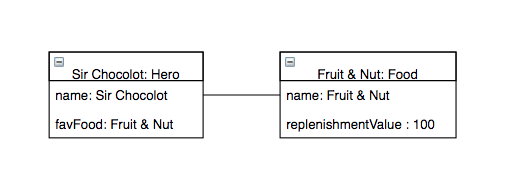 Sir Chocolot: Hero
name: Sir Chocolot
favFood: Fruit & Nut
Fruit & Nut: Food
name: Fruit & Nut
replenishmentValue : 100